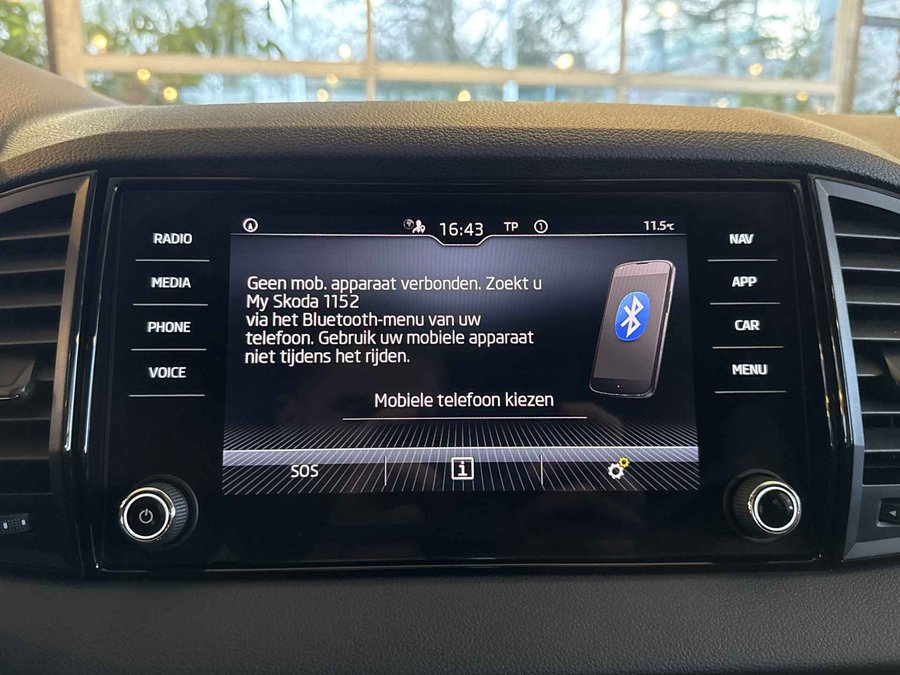 16:43 TP 1 11.5°C
RADIO
MEDIA
PHONE
VOICE
Geen mob. apparaat verbonden. Zoekt u
My Skoda 1152
via het Bluetooth-menu van uw
telefoon. Gebruik uw mobiele apparaat
niet tijdens het rijden.
Mobiele telefoon kiezen
SOS i
NAV
APP
CAR
MENU